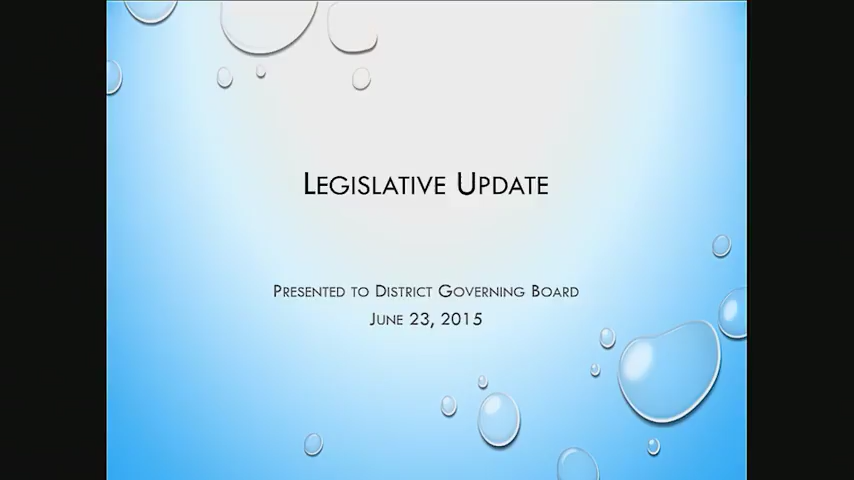 Legislative Update
Presented to District Governing Board
June 23, 2015